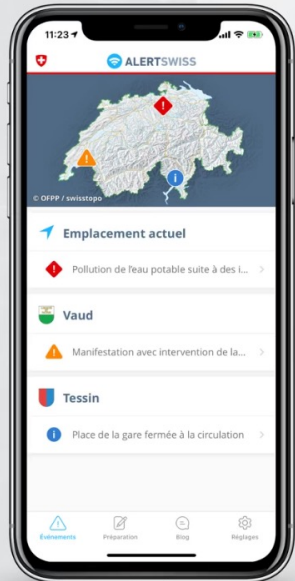 11:23
ALERTSWISS
© OFPP / swisstopo
Emplacement actuel
Pollution de l'eau potable suite à des i...
Vaud
Manifestation avec intervention de la...
Tessin
Place de la gare fermée à la circulation
Événements
Préparation
Blog
Réglages